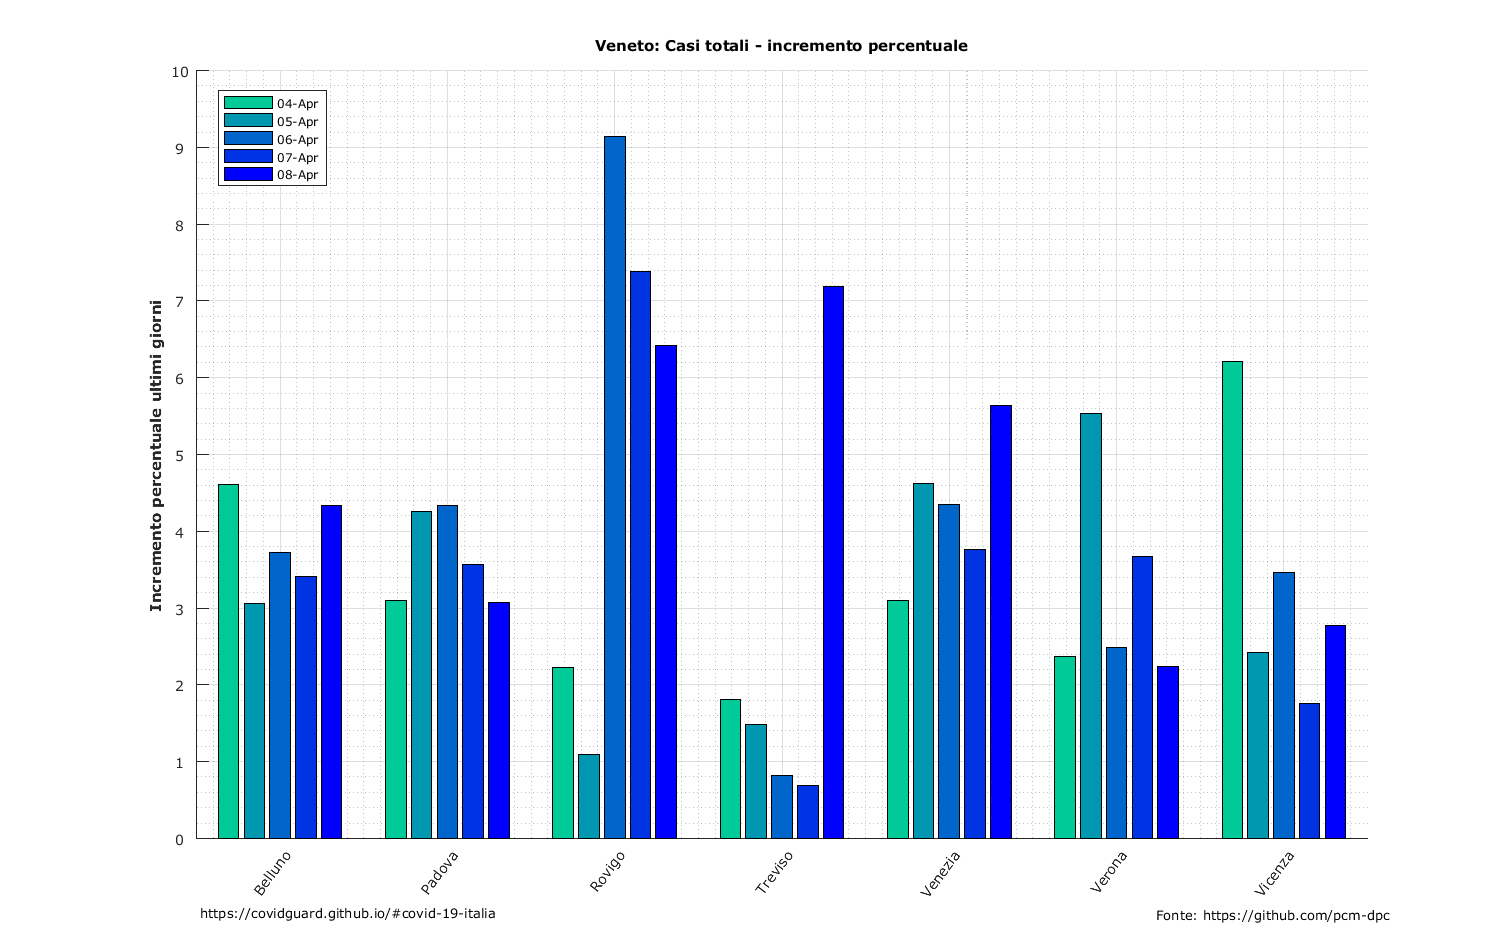 Veneto: Casi totali - incremento percentuale
10
9
8
7
6
5
4
3
2
1
0
04-Apr
05-Apr
06-Apr
07-Apr
08-Apr
Incremento percentuale ultimi giorni
Belluno
Padova
Rovigo
Treviso
Venezia
Verona
Vicenza
https://covidguard.github.io/#covid-19-italia
Fonte: https://github.com/pcm-dpc